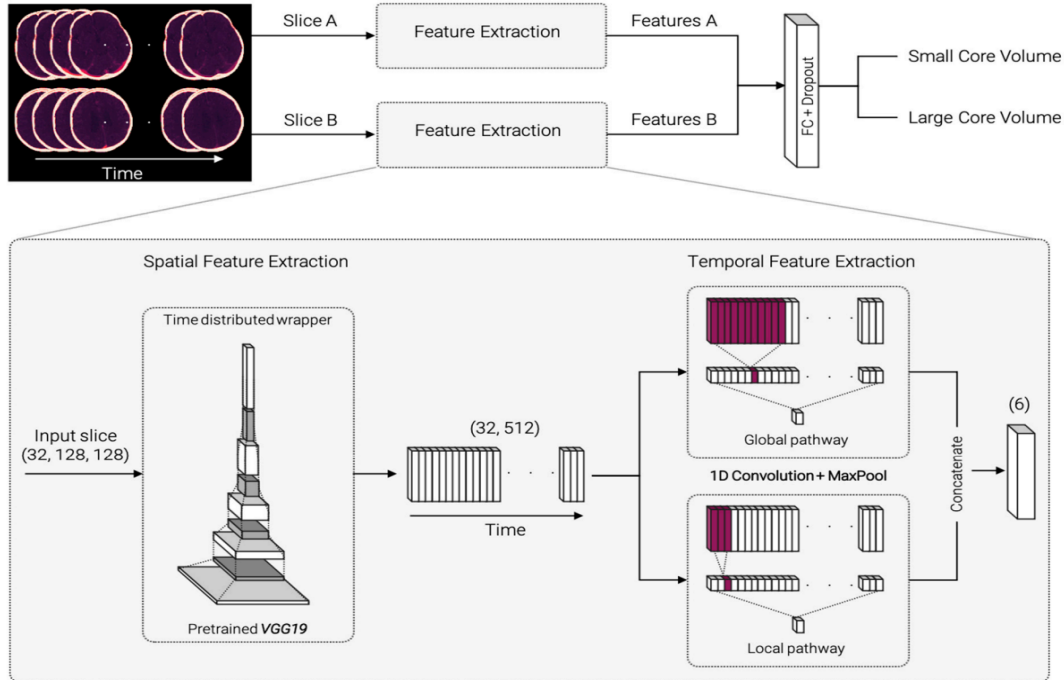 Slice A
Feature Extraction
Features A
Small Core Volume
FC + Dropout
Large Core Volume
Slice B
Feature Extraction
Features B
Time
Spatial Feature Extraction
Temporal Feature Extraction
Time distributed wrapper
Input slice
(32, 128, 128)
(32, 512)
Time
Global pathway
1D Convolution + MaxPool
Local pathway
Concatenate
(6)
Pretrained VGG19